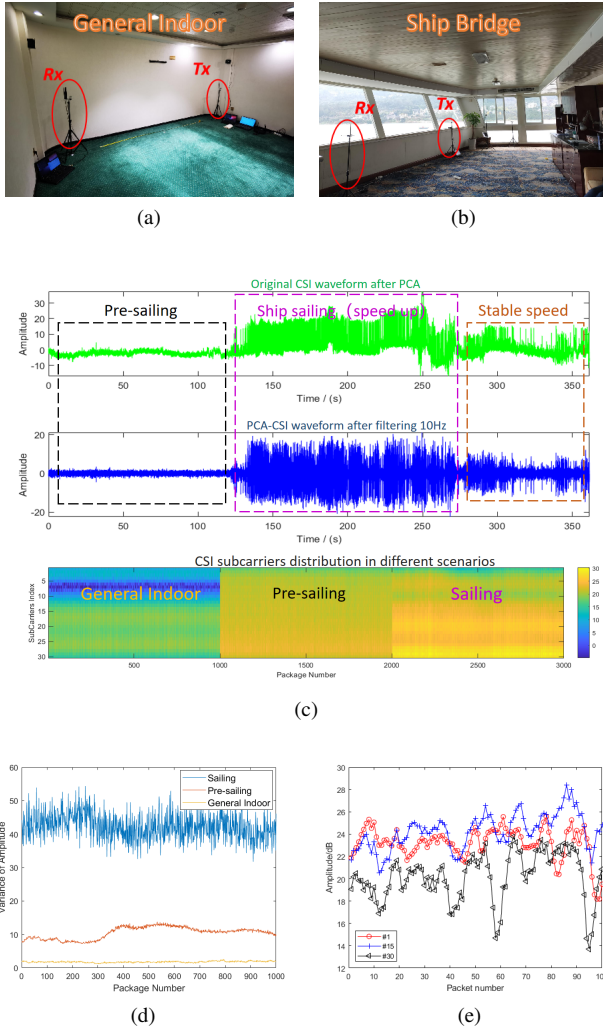 General Indoor
Rx
Tx
Ship Bridge
Rx
Tx
(a)
(b)
Original CSI waveform after PCA
Pre-sailing
Ship sailing (speed up)
Stable speed
Amplitude
30
20
10
0
-10
0 50 100 150 200 250 300 350
Time / (s)
PCA-CSI waveform after filtering 10Hz
Amplitude
20
0
-20
0 50 100 150 200 250 300 350
Time / (s)
CSI subcarriers distribution in different scenarios
SubCarriers Index
5
10
15
20
25
30
General Indoor
Pre-sailing
Sailing
30
25
20
15
10
5
0
500 1000 1500 2000 2500 3000
Package Number
(c)
Variance of Amplitude
60
50
40
30
20
10
0
Sailing
Pre-sailing
General Indoor
0 100 200 300 400 500 600 700 800 900 1000
Package Number
(d)
Amplitude/dB
30
28
26
24
22
20
18
16
14
12
#1
#15
#30
0 10 20 30 40 50 60 70 80 90 100
Packet number
(e)